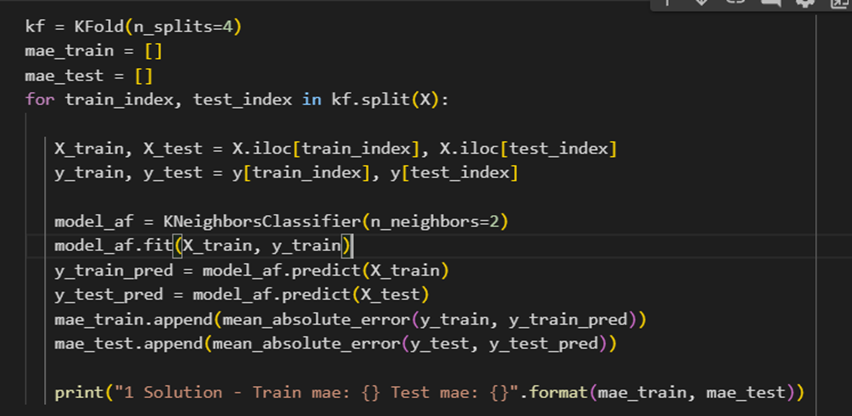 kf = KFold(n_splits=4)
mae_train = []
mae_test = []
for train_index, test_index in kf.split(X):
X_train, X_test = X.iloc[train_index], X.iloc[test_index]
y_train, y_test = y[train_index], y[test_index]
model_af = KNeighborsClassifier(n_neighbors=2)
model_af.fit(X_train, y_train)
y_train_pred = model_af.predict(X_train)
y_test_pred = model_af.predict(X_test)
mae_train.append(mean_absolute_error(y_train, y_train_pred))
mae_test.append(mean_absolute_error(y_test, y_test_pred))
print("1 Solution - Train mae: {} Test mae: {}".format(mae_train, mae_test))